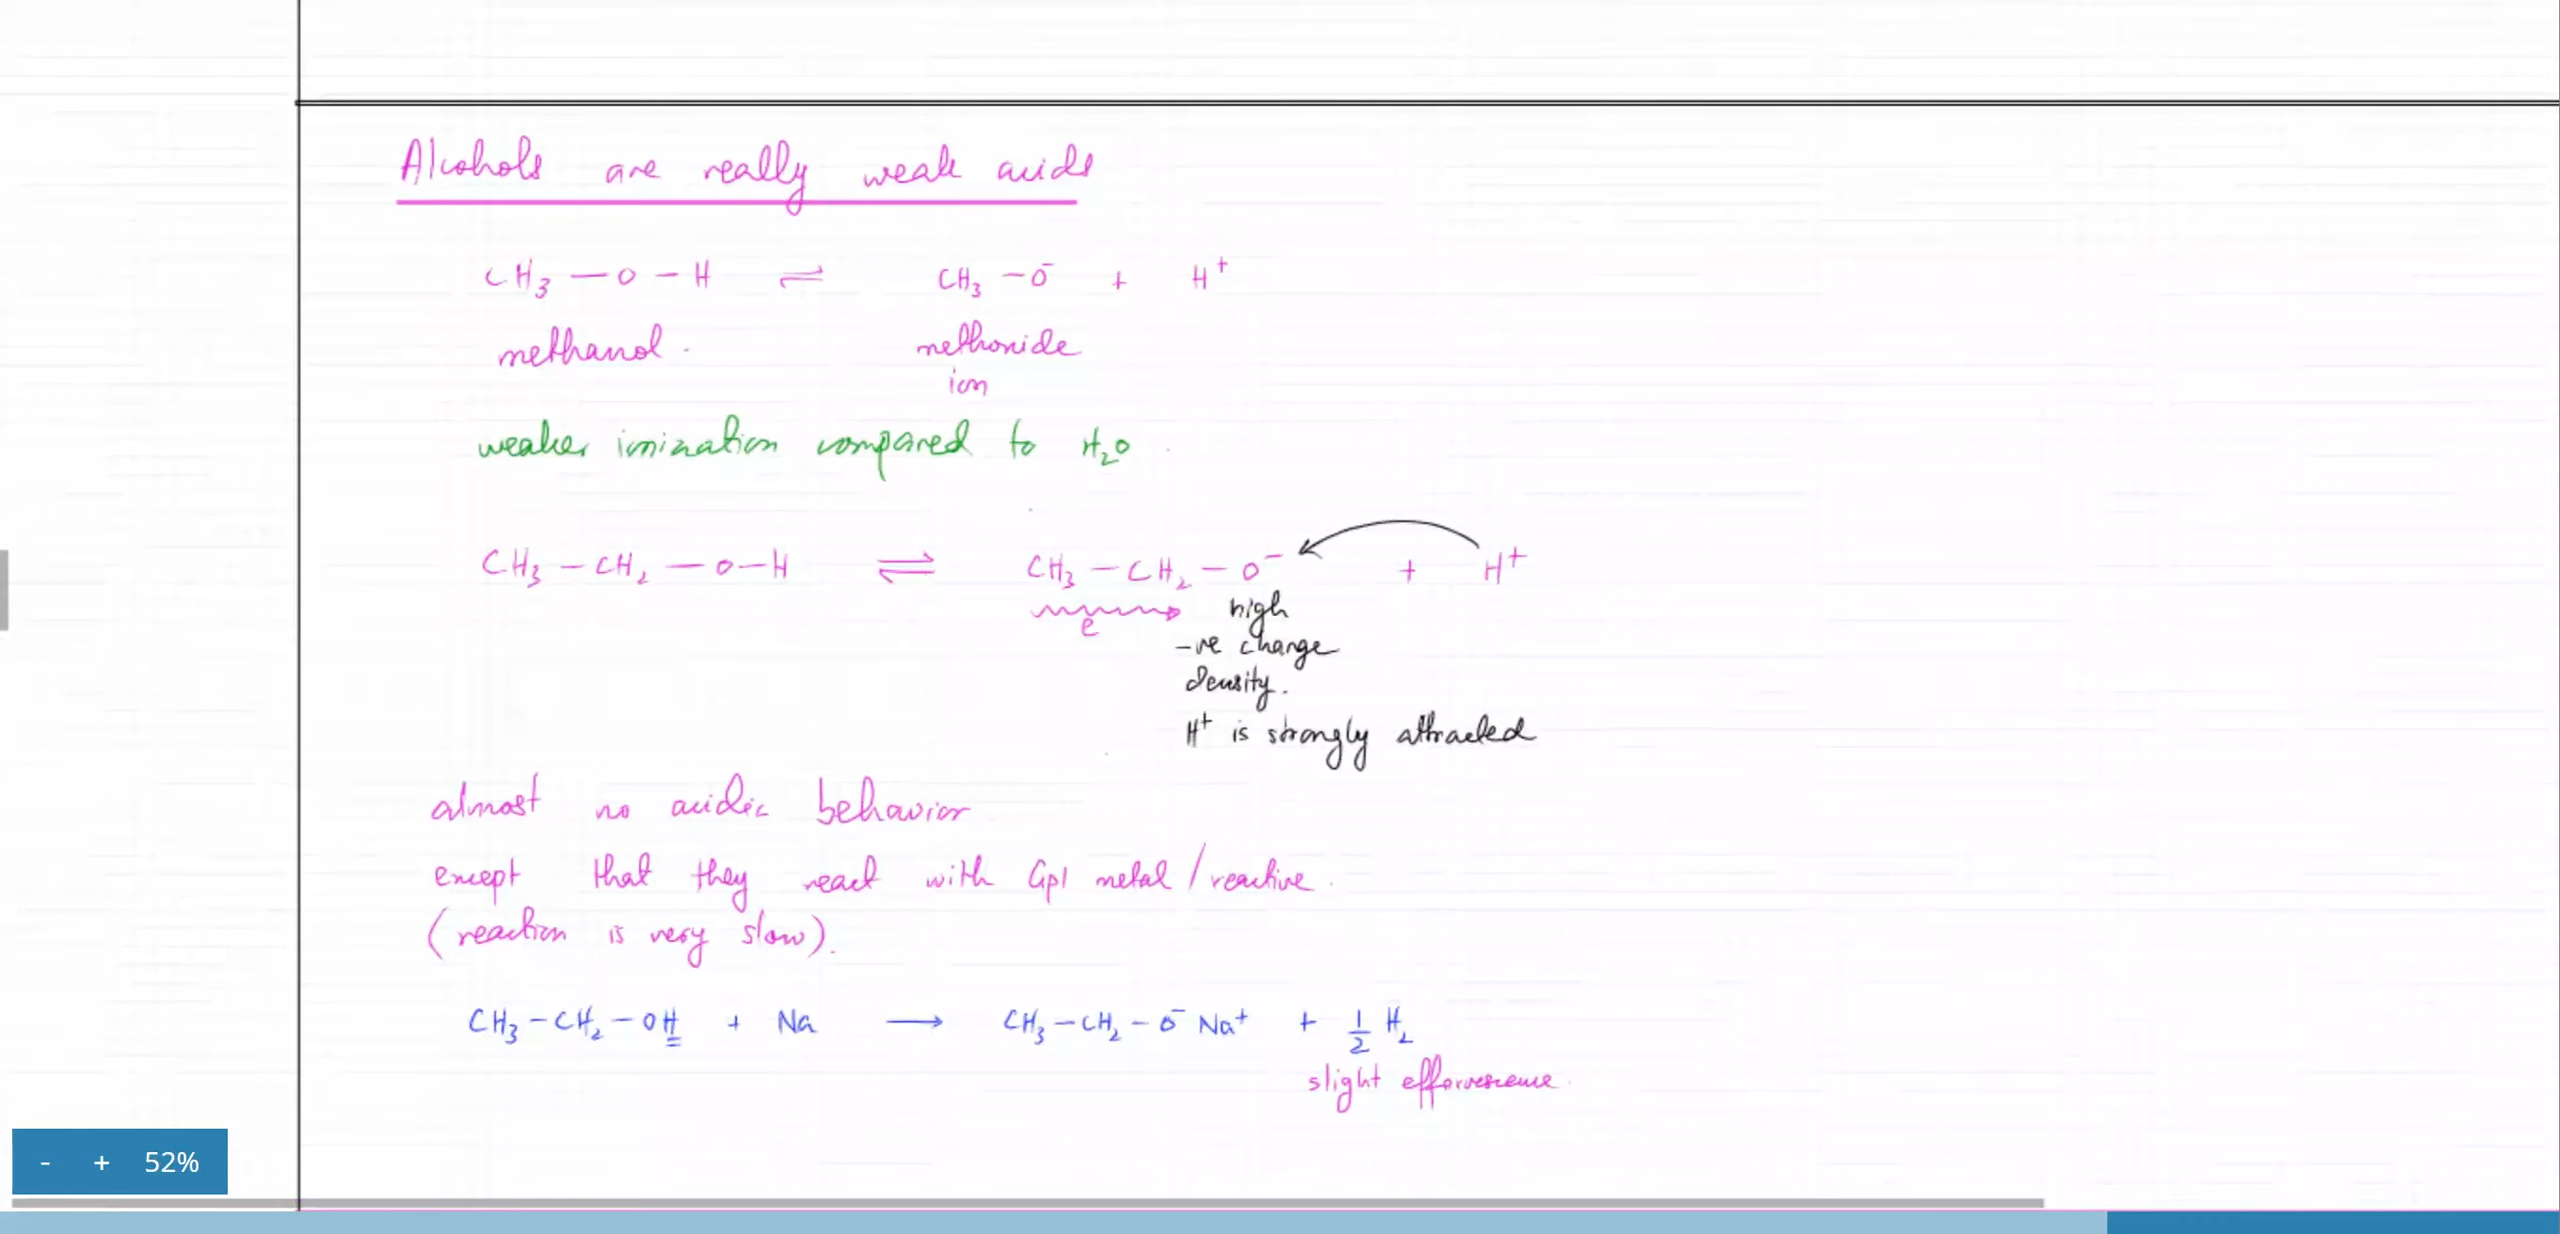 Alcohols are really weak acids
CH₃ — O — H ⇌ CH₃ — O⁻ + H⁺
methanol. methoxide
ion
weaker ionization compared to H₂O
CH₃ — CH₂ — O — H ⇌ CH₃ — CH₂ — O⁻ + H⁺
e high
-ve charge
density.
H⁺ is strongly attracted
almost no acidic behavior
except that they react with Gp1 metal / reactive.
(reaction is very slow).
CH₃ — CH₂ — OH + Na ⟶ CH₃ — CH₂ — O⁻ Na⁺ + ½ H₂
slight effervescence.
- + 52%